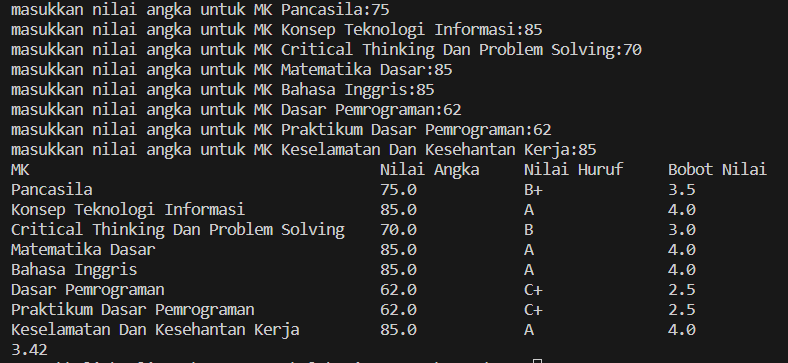 masukkan nilai angka untuk MK Pancasila:75
masukkan nilai angka untuk MK Konsep Teknologi Informasi:85
masukkan nilai angka untuk MK Critical Thinking Dan Problem Solving:70
masukkan nilai angka untuk MK Matematika Dasar:85
masukkan nilai angka untuk MK Bahasa Inggris:85
masukkan nilai angka untuk MK Dasar Pemrograman:62
masukkan nilai angka untuk MK Praktikum Dasar Pemrograman:62
masukkan nilai angka untuk MK Keselamatan Dan Kesehantan Kerja:85
MK Nilai Angka Nilai Huruf Bobot Nilai
Pancasila 75.0 B+ 3.5
Konsep Teknologi Informasi 85.0 A 4.0
Critical Thinking Dan Problem Solving 70.0 B 3.0
Matematika Dasar 85.0 A 4.0
Bahasa Inggris 85.0 A 4.0
Dasar Pemrograman 62.0 C+ 2.5
Praktikum Dasar Pemrograman 62.0 C+ 2.5
Keselamatan Dan Kesehantan Kerja 85.0 A 4.0
3.42